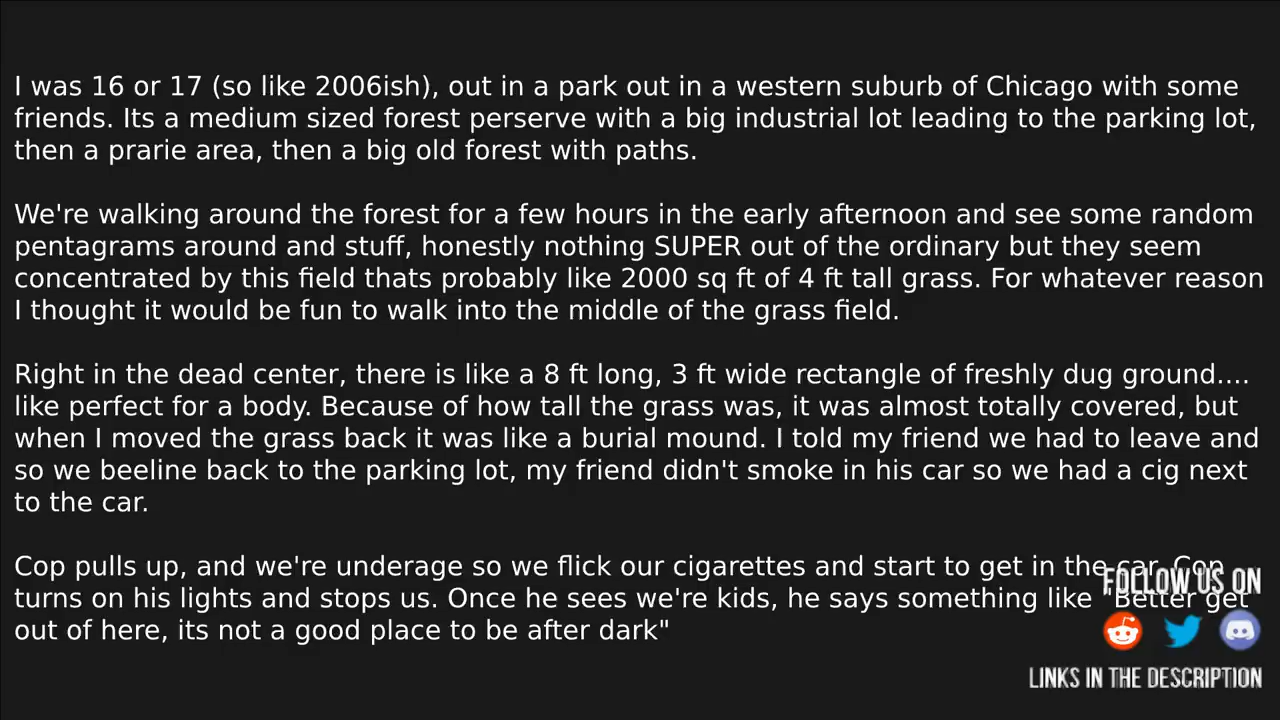 I was 16 or 17 (so like 2006ish), out in a park out in a western suburb of Chicago with some
friends. Its a medium sized forest perserve with a big industrial lot leading to the parking lot,
then a prarie area, then a big old forest with paths.
We're walking around the forest for a few hours in the early afternoon and see some random
pentagrams around and stuff, honestly nothing SUPER out of the ordinary but they seem
concentrated by this field thats probably like 2000 sq ft of 4 ft tall grass. For whatever reason
I thought it would be fun to walk into the middle of the grass field.
Right in the dead center, there is like a 8 ft long, 3 ft wide rectangle of freshly dug ground....
like perfect for a body. Because of how tall the grass was, it was almost totally covered, but
when I moved the grass back it was like a burial mound. I told my friend we had to leave and
so we beeline back to the parking lot, my friend didn't smoke in his car so we had a cig next
to the car.
Cop pulls up, and we're underage so we flick our cigarettes and start to get in the car. Cop
turns on his lights and stops us. Once he sees we're kids, he says something like "Better get
out of here, its not a good place to be after dark"
FOLLOW US ON
LINKS IN THE DESCRIPTION